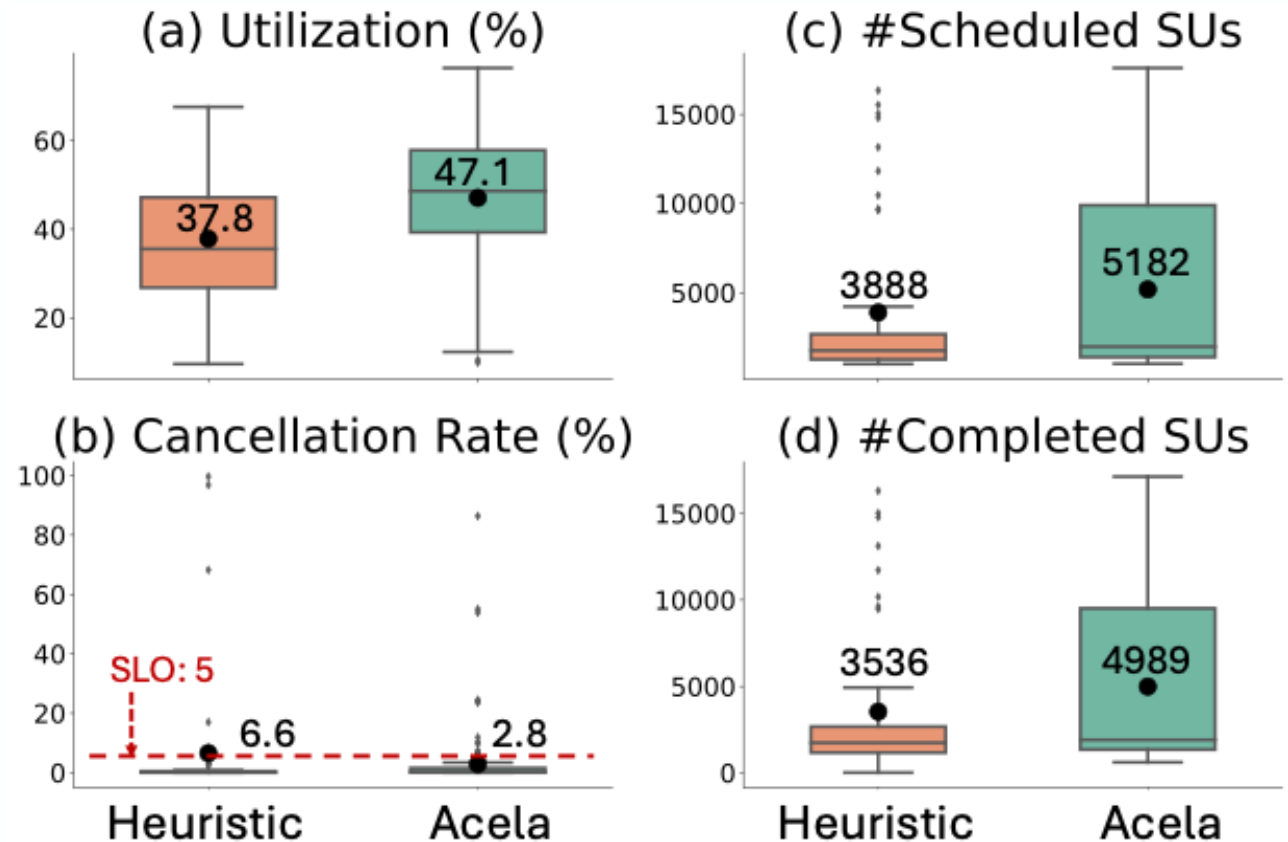 (a) Utilization (%)
60
40
20
37.8
47.1
(c) #Scheduled SUs
15000
10000
5000
3888
5182
(b) Cancellation Rate (%)
100
80
60
40
20
0
SLO: 5
6.6
2.8
Heuristic
Acela
(d) #Completed SUs
15000
10000
5000
0
3536
4989
Heuristic
Acela